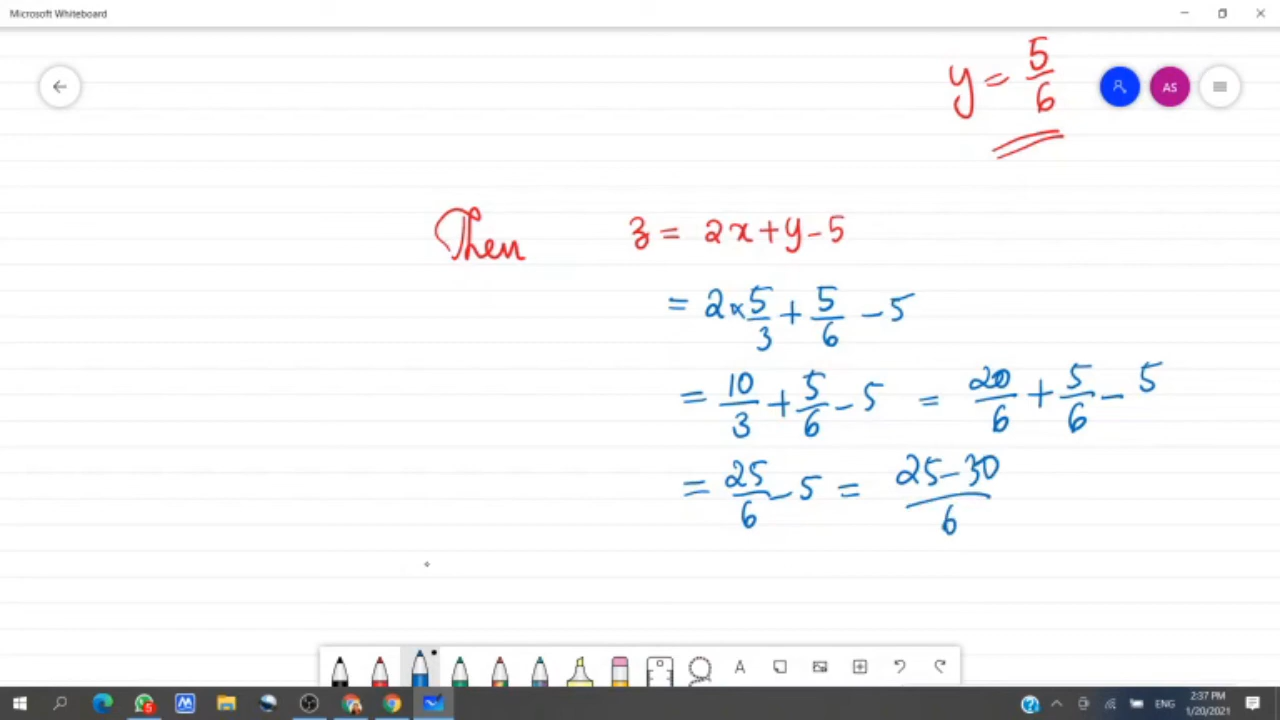 Microsoft Whiteboard
y = 5/6
AS
Then z = 2x + y - 5
= 2 × 5/3 + 5/6 - 5
= 10/3 + 5/6 - 5 = 20/6 + 5/6 - 5
= 25/6 - 5 = (25 - 30)/6
A
5
ENG
2:37 PM
1/20/2021